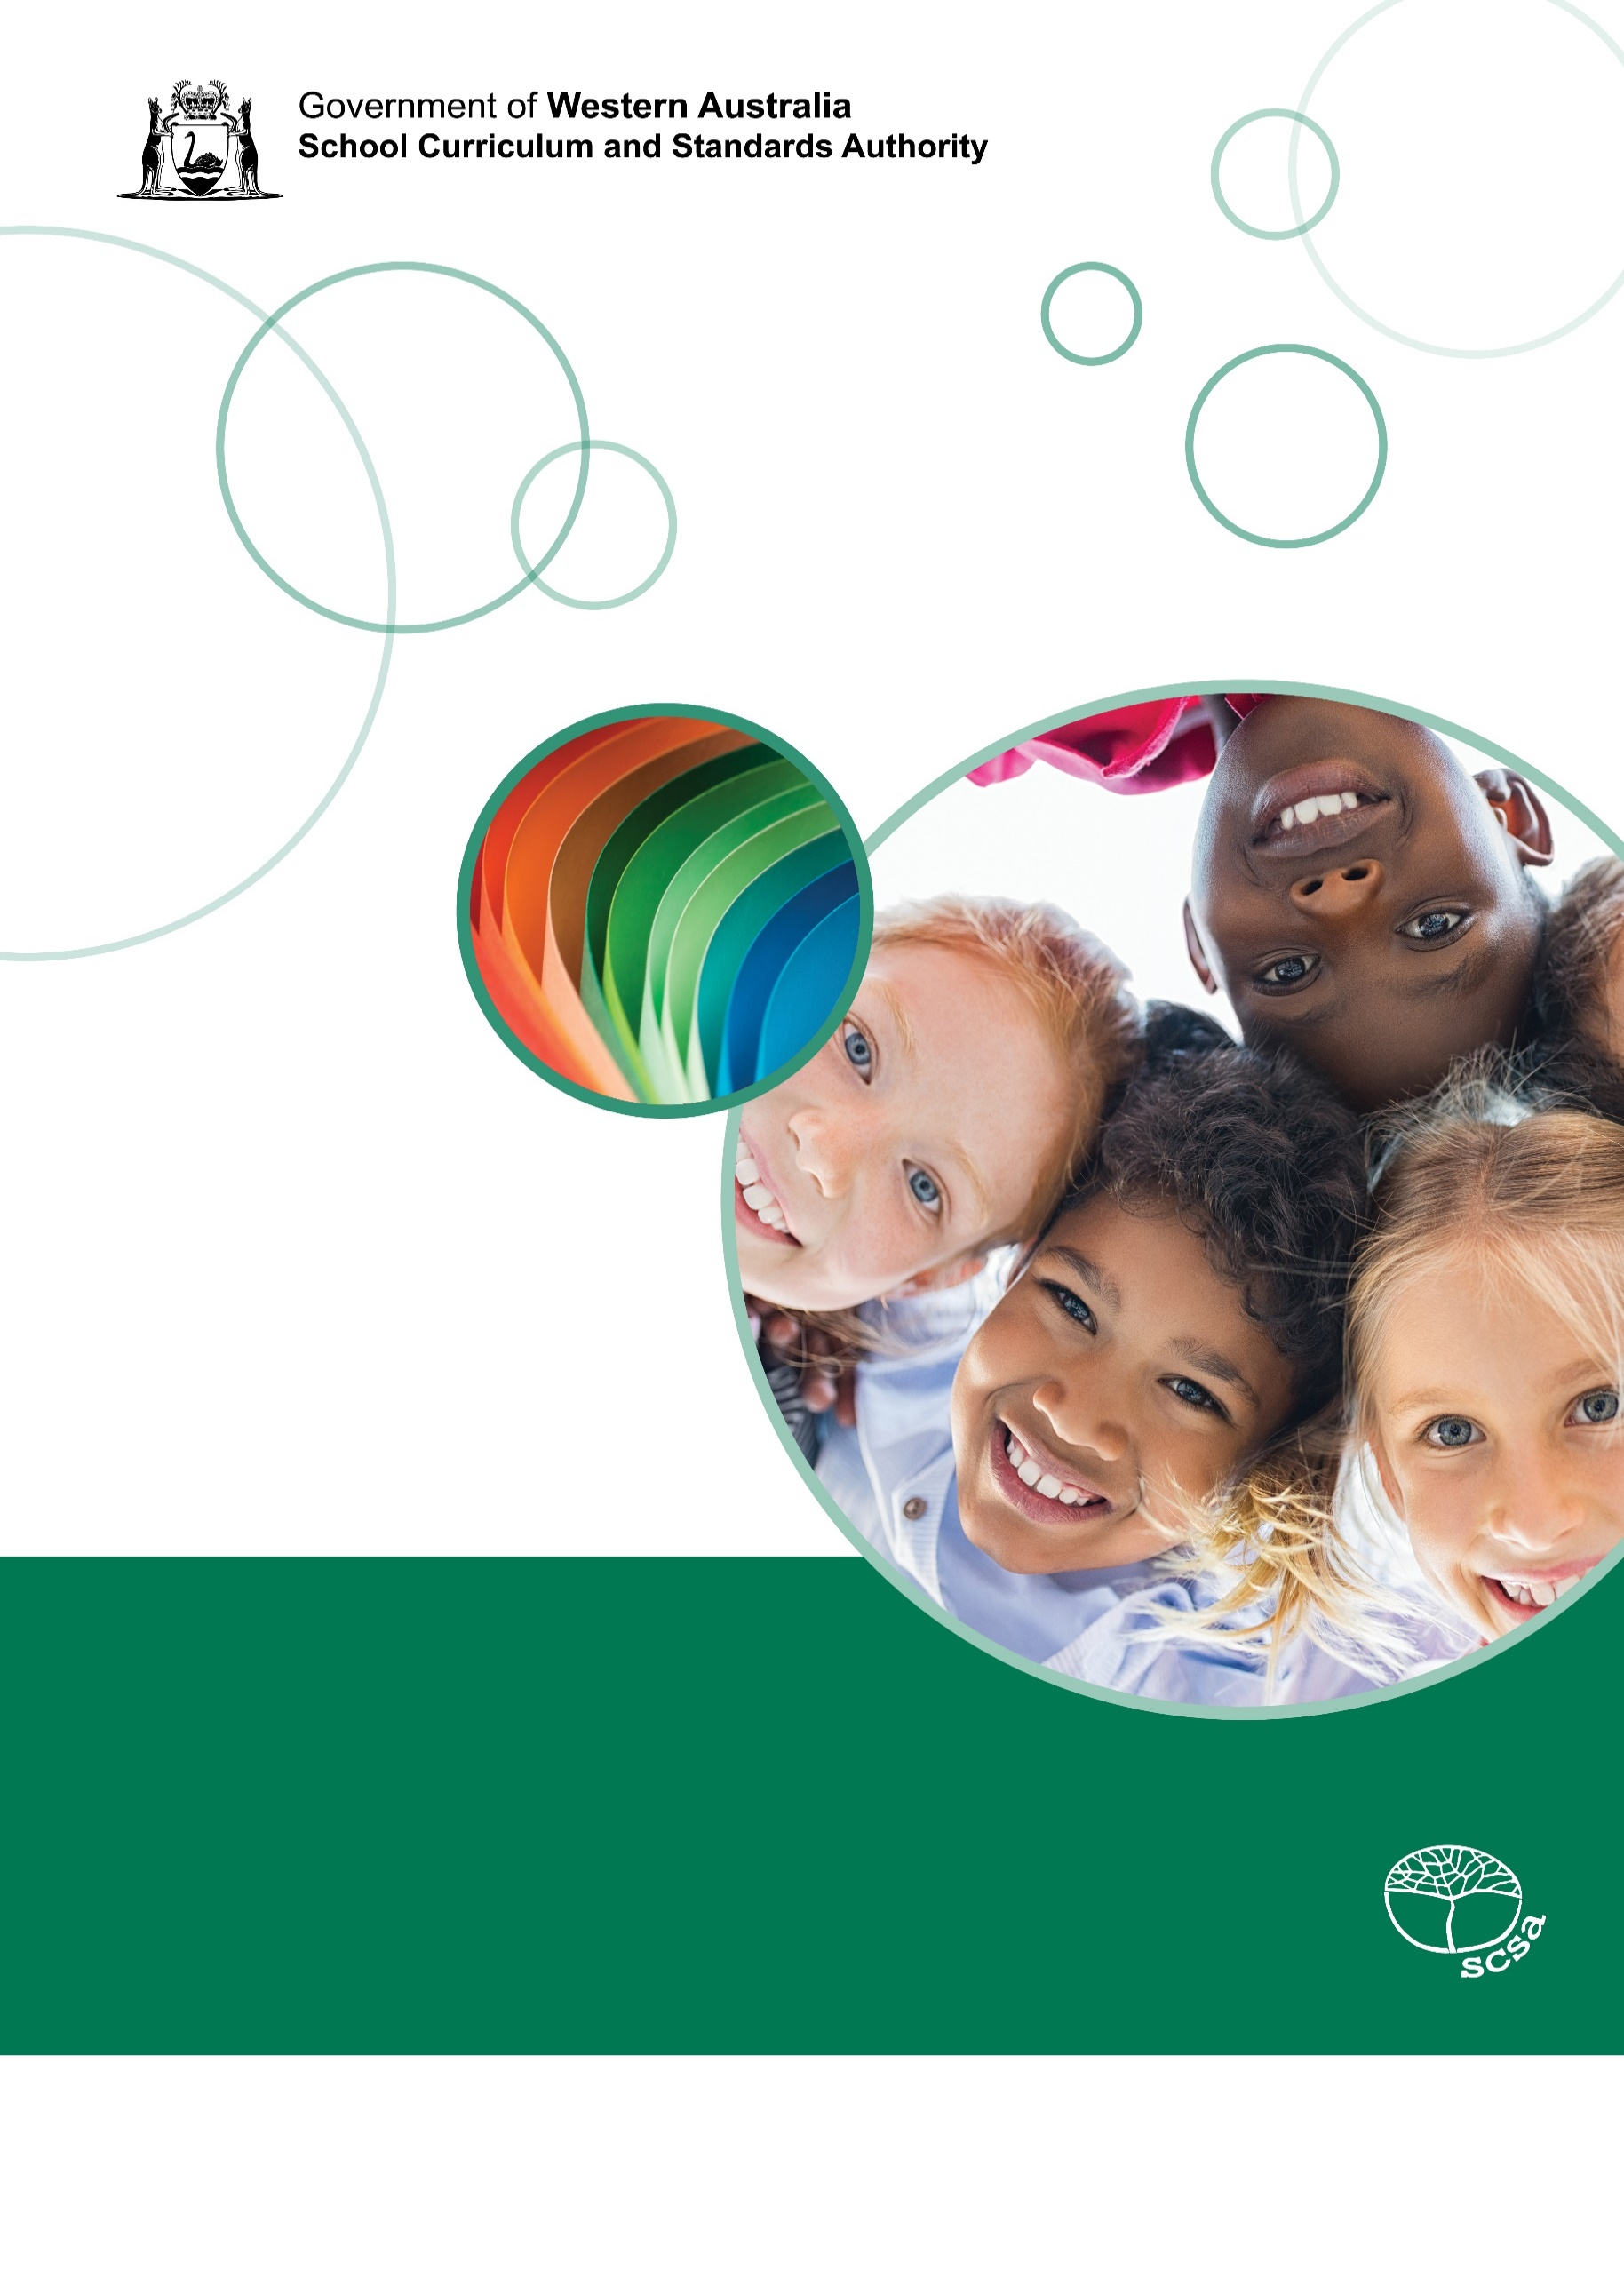 Government of Western Australia
School Curriculum and Standards Authority
scsa